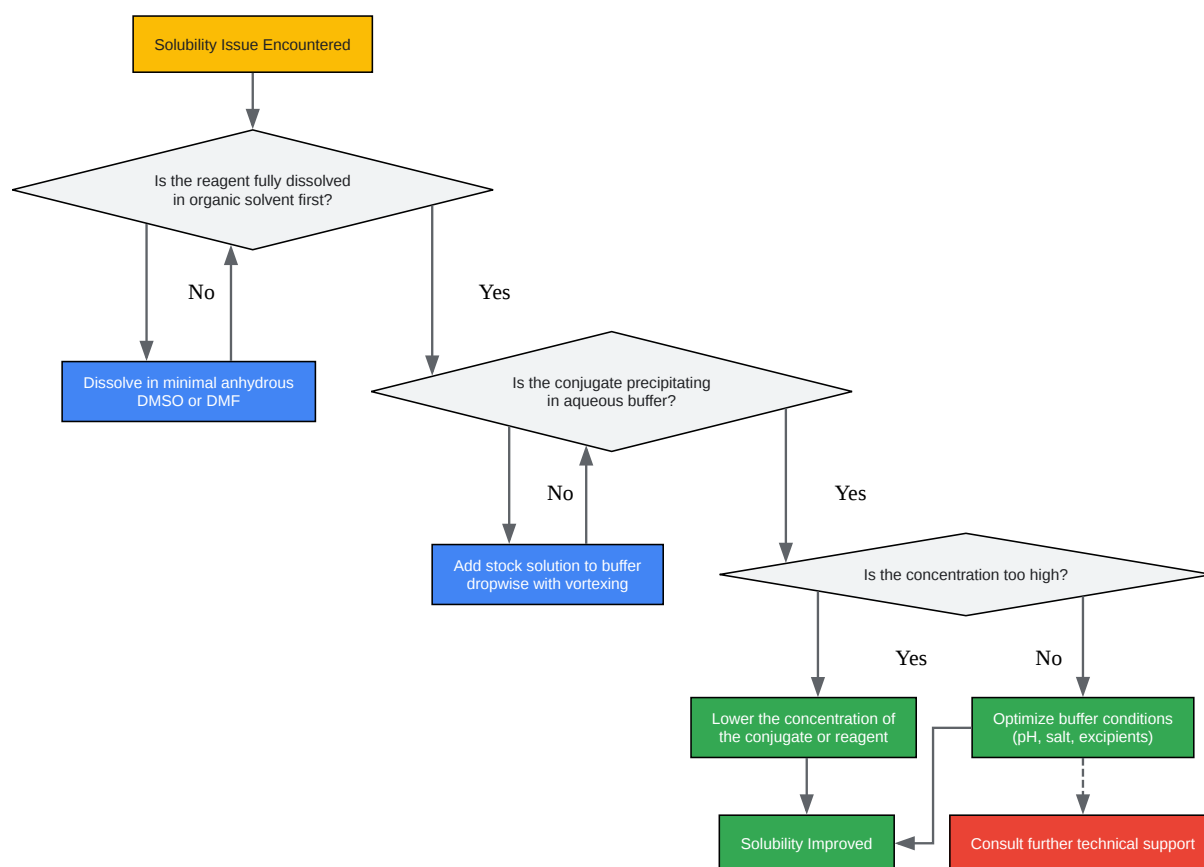 Solubility Issue Encountered
Is the reagent fully dissolved
in organic solvent first?
No
Yes
Dissolve in minimal anhydrous
DMSO or DMF
Is the conjugate precipitating
in aqueous buffer?
No
Yes
Add stock solution to buffer
dropwise with vortexing
Is the concentration too high?
Yes
No
Lower the concentration of
the conjugate or reagent
Optimize buffer conditions
(pH, salt, excipients)
Solubility Improved
Consult further technical support